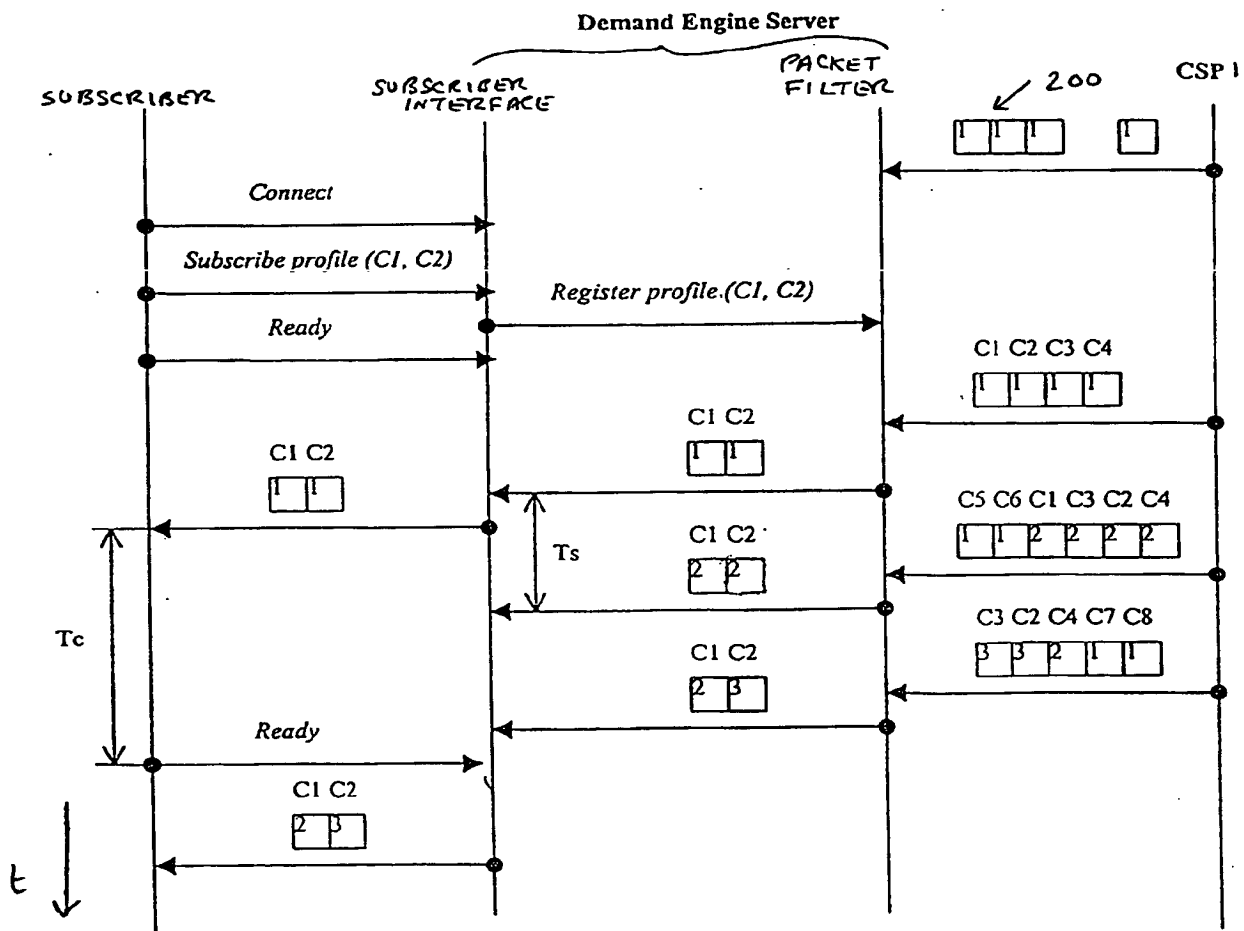 Demand Engine Server
SUBSCRIBER
SUBSCRIBER INTERFACE
PACKET FILTER
CSP 1
200
1 1 1 1
Connect
Subscribe profile (C1, C2)
Register profile.(C1, C2)
Ready
C1 C2 C3 C4
1 1 1 1
C1 C2
1 1
C1 C2
1 1
C5 C6 C1 C3 C2 C4
1 1 2 2 2 2
Ts
C1 C2
2 2
Tc
C3 C2 C4 C7 C8
3 3 2 1 1
C1 C2
2 3
Ready
C1 C2
2 3
t